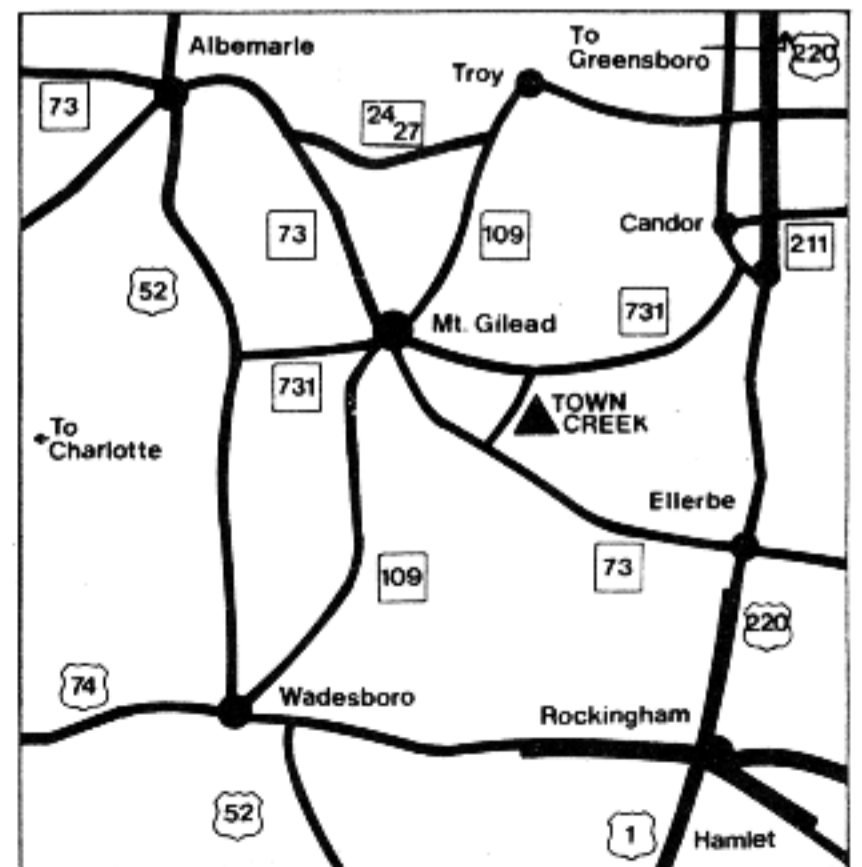 Albemarle
To
Greensboro
220
Troy
73
24
27
73
109
Candor
211
52
731
Mt. Gilead
731
To
Charlotte
TOWN
CREEK
Ellerbe
109
73
220
74
Wadesboro
Rockingham
52
1
Hamlet